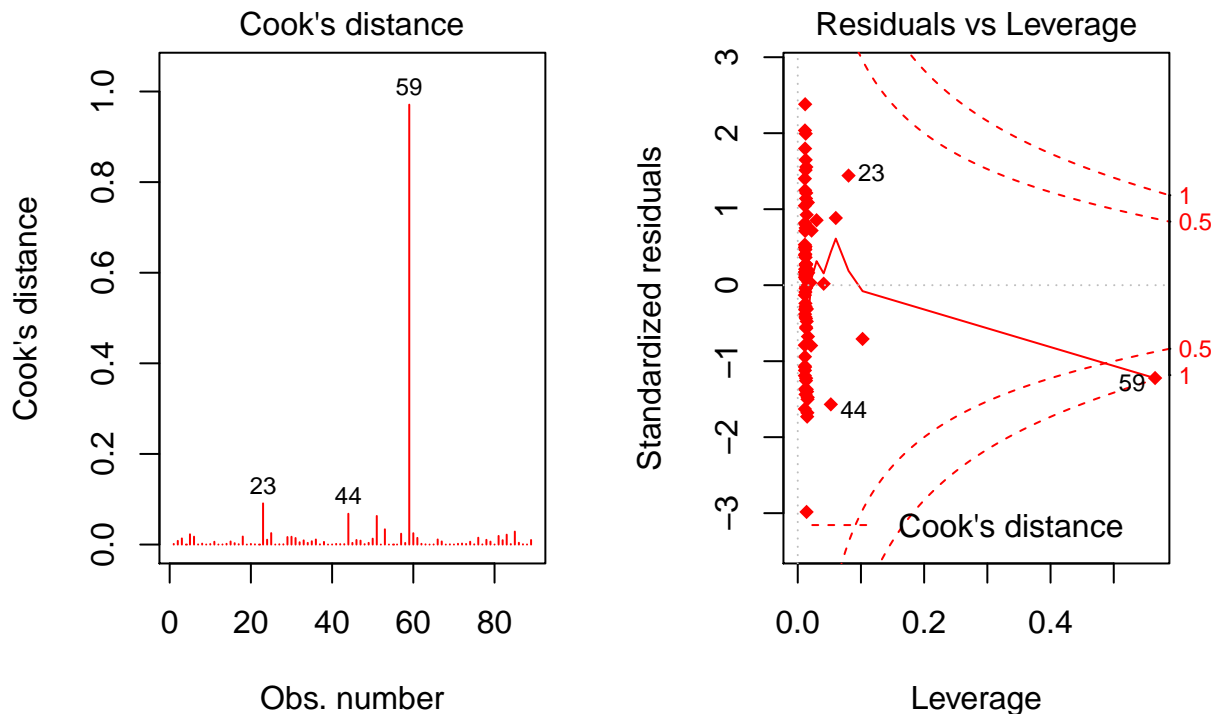 Cook's distance
Cook's distance
0.0
0.2
0.4
0.6
0.8
1.0
0 20 40 60 80
Obs. number
23
44
59
Residuals vs Leverage
Standardized residuals
3
2
1
0
−1
−2
−3
0.0 0.2 0.4
Leverage
23
44
59
1
0.5
0.5
1
Cook's distance